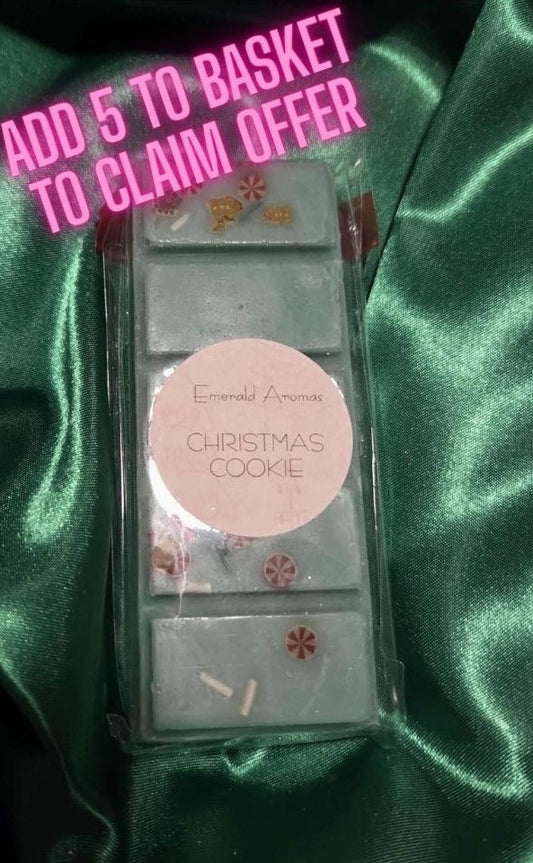 ADD 5 TO BASKET
TO CLAIM OFFER
Emerald Aromas
CHRISTMAS
COOKIE